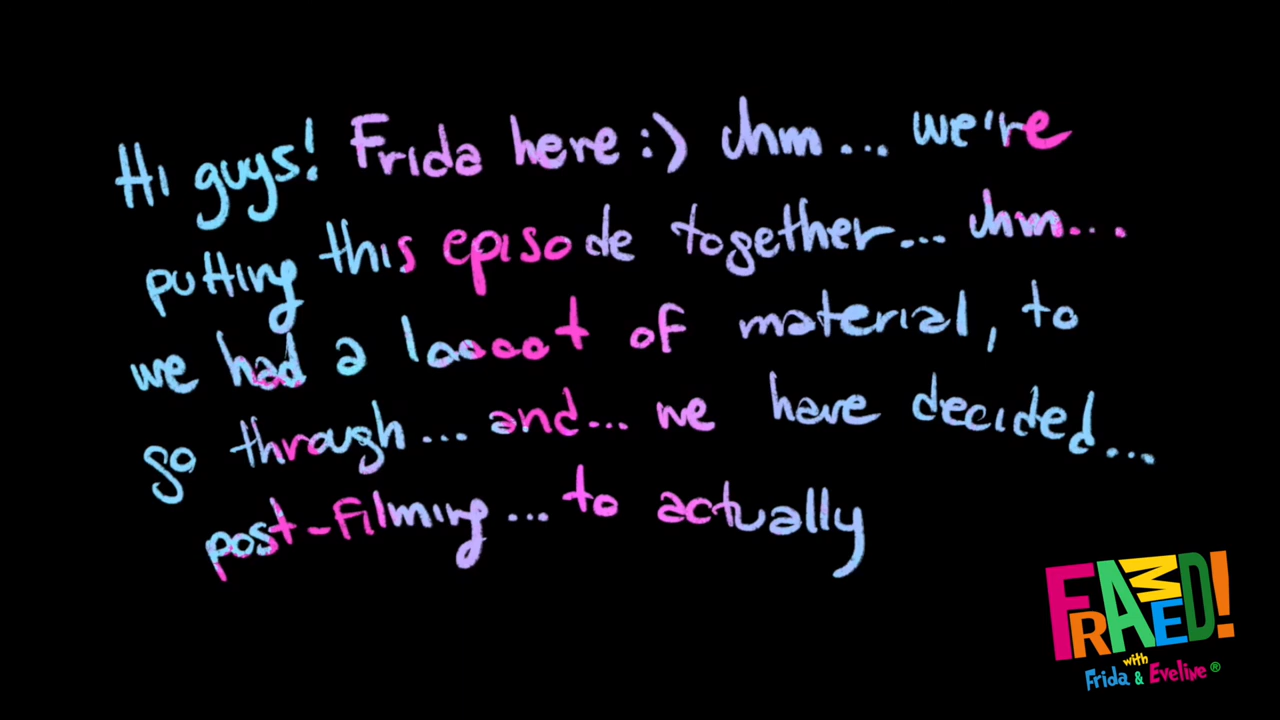 Hi guys! Frida here :) Uhm... we're
putting this episode together... uhm...
we had a loooot of material, to
go through... and... we have decided...
post-filming... to actually
FRAMED!
with
Frida & Eveline®